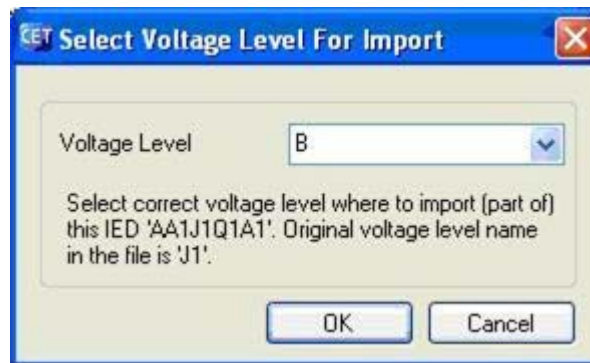 CET Select Voltage Level For Import
Voltage Level B
Select correct voltage level where to import (part of)
this IED 'AA1J1Q1A1'. Original voltage level name
in the file is 'J1'.
OK Cancel